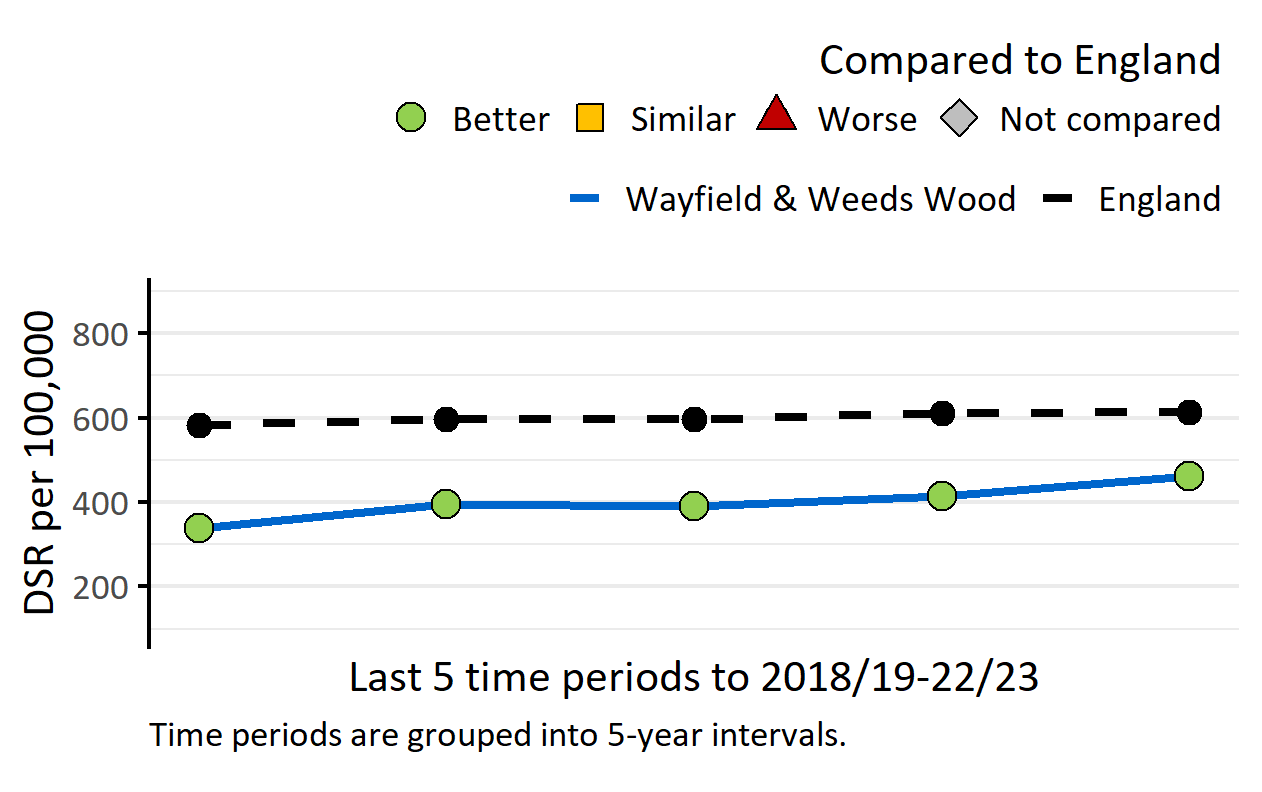 Compared to England
Better Similar Worse Not compared
Wayfield & Weeds Wood England
DSR per 100,000
800
600
400
200
Last 5 time periods to 2018/19-22/23
Time periods are grouped into 5-year intervals.